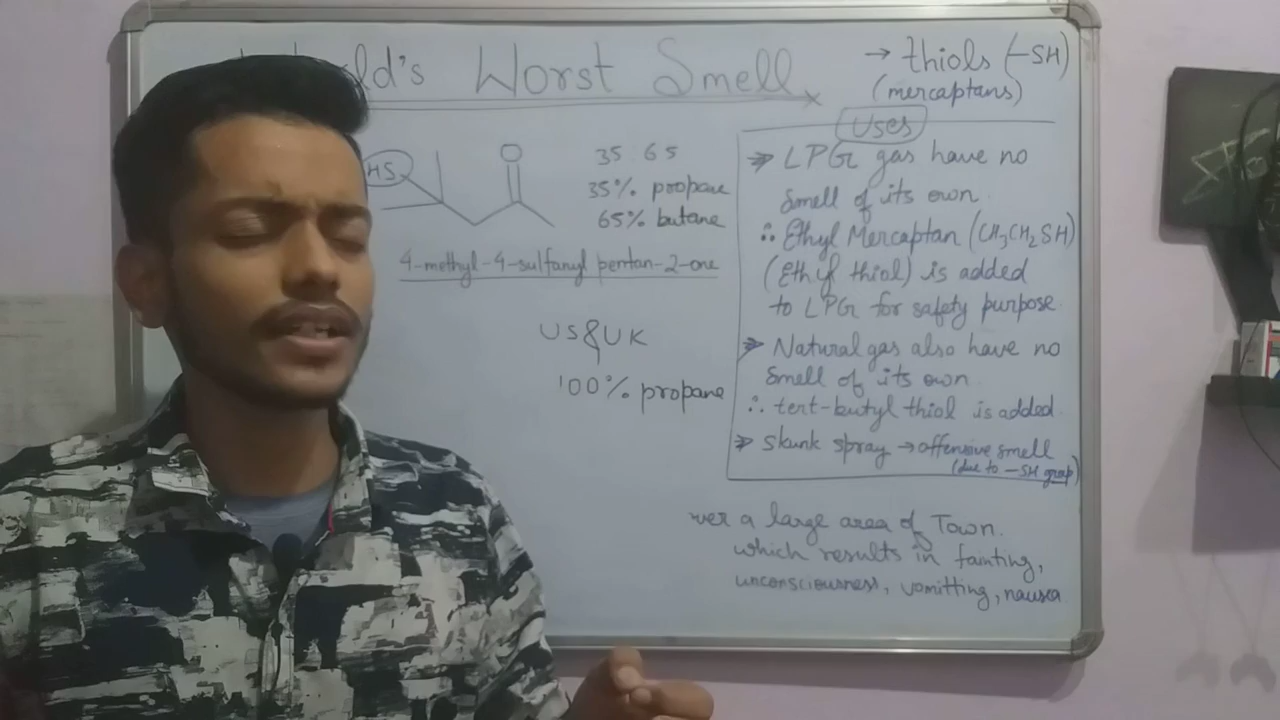 Worst Smell
→ thiols (-SH)
(mercaptans)
Uses
HS
O
35 65
35% propane
65% butane
4-methyl-4-sulfanyl pentan-2-one
US & UK
100% propane
⇒ LPG gas have no
smell of its own
∴ Ethyl Mercaptan (CH3CH2SH)
thiol) is added
to LPG for safety purpose
⇒ Natural gas also have no
smell of its own
∴ tert-butyl thiol is added
⇒ skunk spray → offensive smell
(due to -SH group)
a large area of Town.
which results in fainting,
unconsciousness, vomitting, nausea